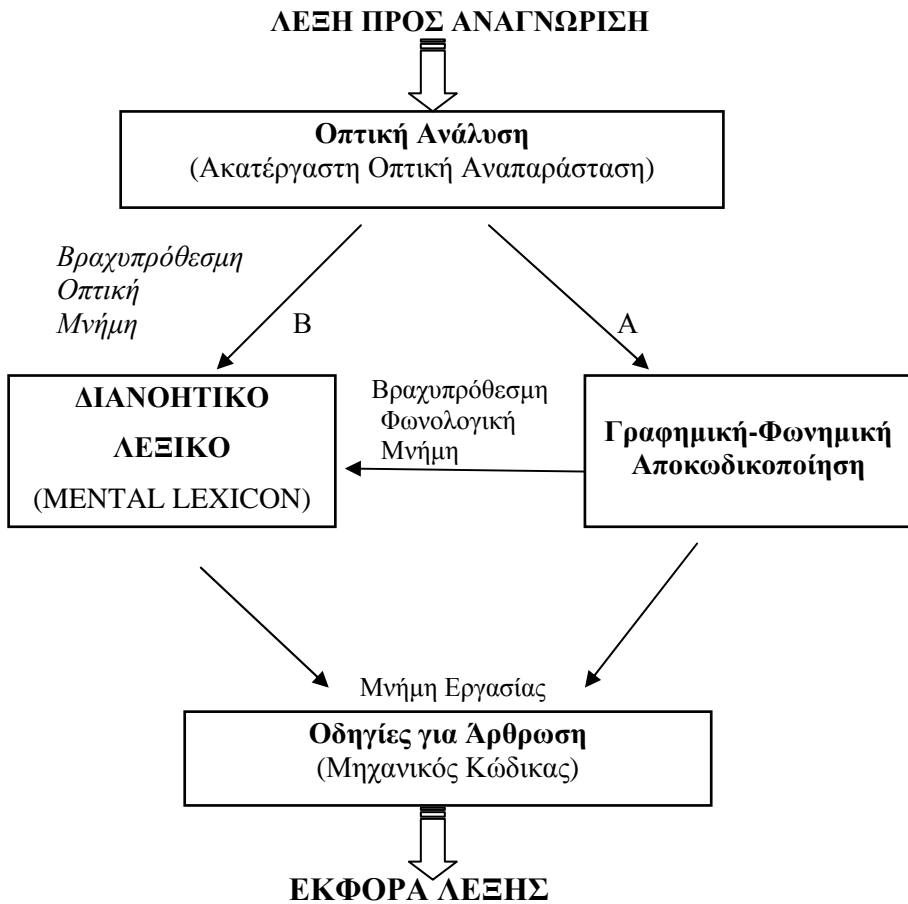 ΛΕΞΗ ΠΡΟΣ ΑΝΑΓΝΩΡΙΣΗ
Οπτική Ανάλυση
(Ακατέργαστη Οπτική Αναπαράσταση)
Βραχυπρόθεσμη
Οπτική
Μνήμη
Β
Α
ΔΙΑΝΟΗΤΙΚΟ
ΛΕΞΙΚΟ
(MENTAL LEXICON)
Βραχυπρόθεσμη
Φωνολογική
Μνήμη
Γραφημική-Φωνημική
Αποκωδικοποίηση
Μνήμη Εργασίας
Οδηγίες για Άρθρωση
(Μηχανικός Κώδικας)
ΕΚΦΟΡΑ ΛΕΞΗΣ